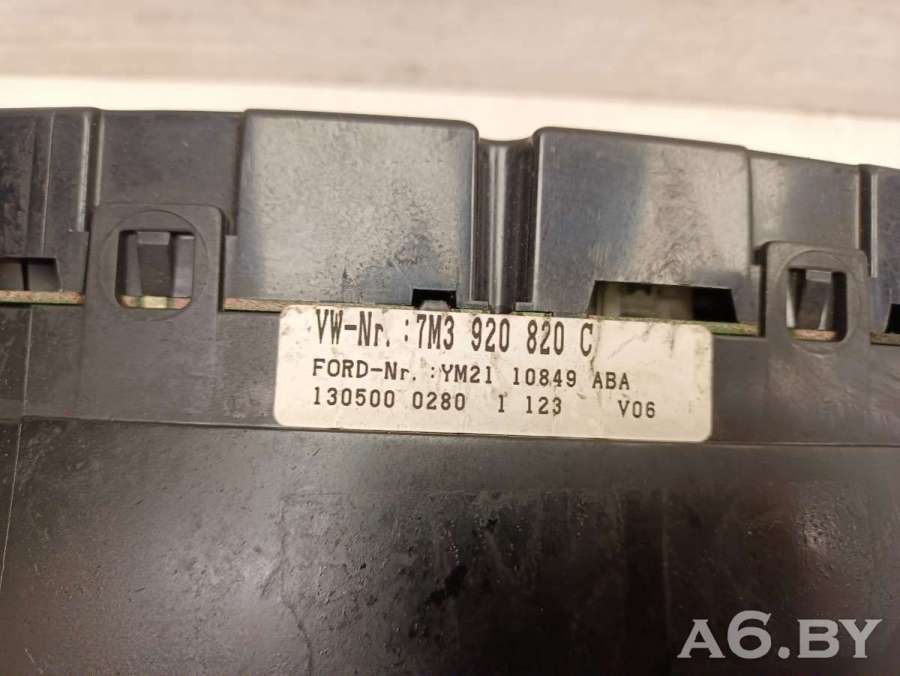 VW-Nr. :7M3 920 820 C
FORD-Nr. :YM21 10849 ABA
130500 0280 I 123 V06
A6.BY